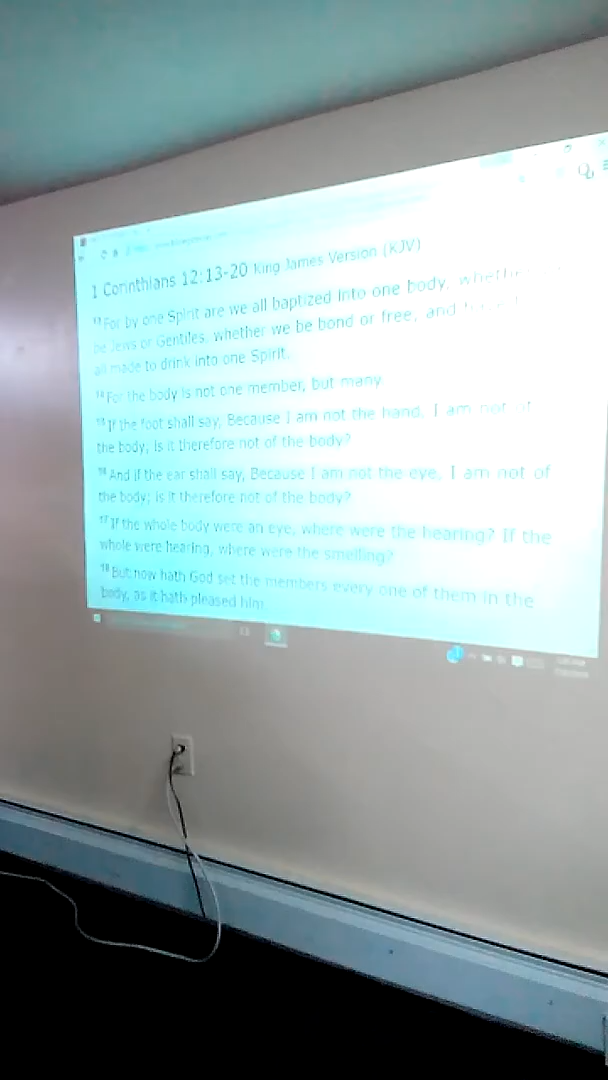 1 Corinthians 12:13-20 King James Version (KJV)
13 For by one Spirit are we all baptized into one body, whether
be Jews or Gentiles, whether we be bond or free; and
all made to drink into one Spirit.
14 For the body is not one member, but many.
15 If the foot shall say, Because I am not the hand, I am not of
the body; is it therefore not of the body?
16 And if the ear shall say, Because I am not the eye, I am not of
the body; is it therefore not of the body?
17 If the whole body were an eye, where were the hearing? If the
whole were hearing, where were the smelling?
18 But now hath God set the members every one of them in the
body, as it hath pleased him.